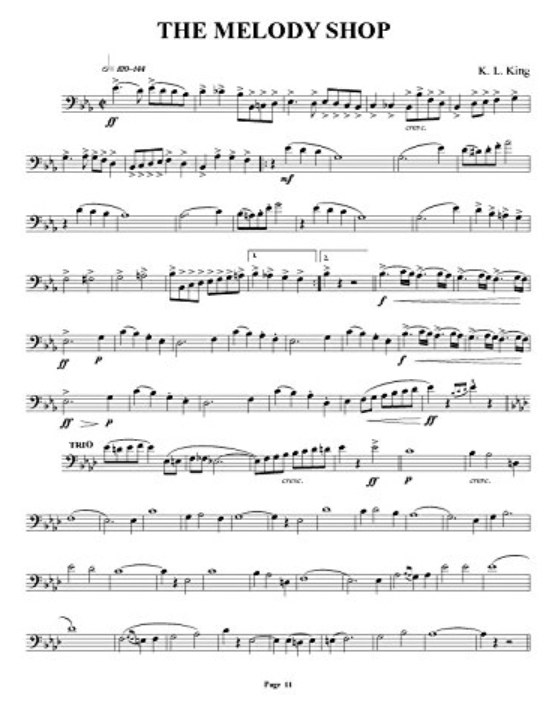 THE MELODY SHOP
120-144
K. L. King
ff
cresc.
mf
1.
2.
f
ff
p
f
ff
p
ff
TRIO
cresc.
ff
p
cresc.
Page 11